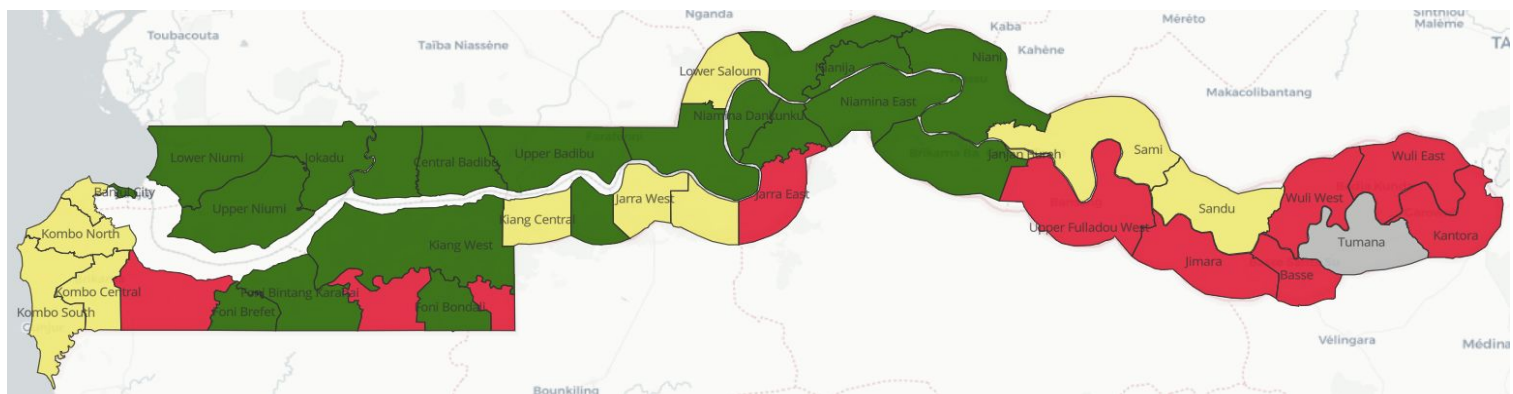 Nganda
Sinthiou
Malème
Toubacouta
Taïba Niassène
Kaba
Méréto
Kahène
TA
Lower Saloum
Nianija
Niani
Makacolibantang
Niamina East
Niamina Dankunku
Lower Niumi
Jokadu
Central Badibu
Upper Badibu
Janjan Bureh
Sami
Wuli East
Banjul City
Jarra West
Jarra East
Wuli West
Upper Niumi
Kiang Central
Sandu
Kombo North
Kiang West
Upper Fulladou West
Tumana
Kantora
Jimara
Basse
Kombo Central
Foni Bintang Karanai
Kombo South
Foni Brefet
Foni Bondali
Vélingara
Médina
Bounkiling